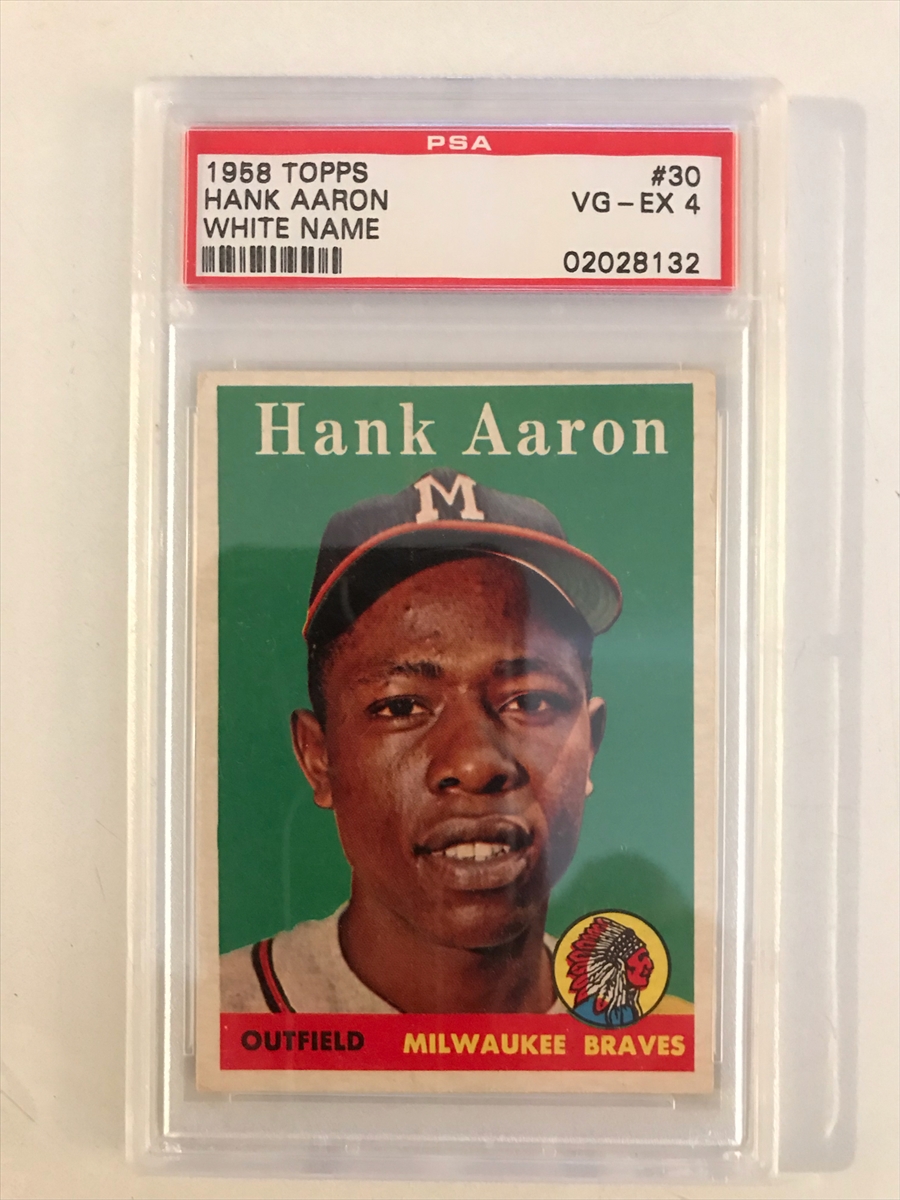 PSA
1958 TOPPS #30
HANK AARON VG-EX 4
WHITE NAME
02028132
Hank Aaron
M
OUTFIELD MILWAUKEE BRAVES